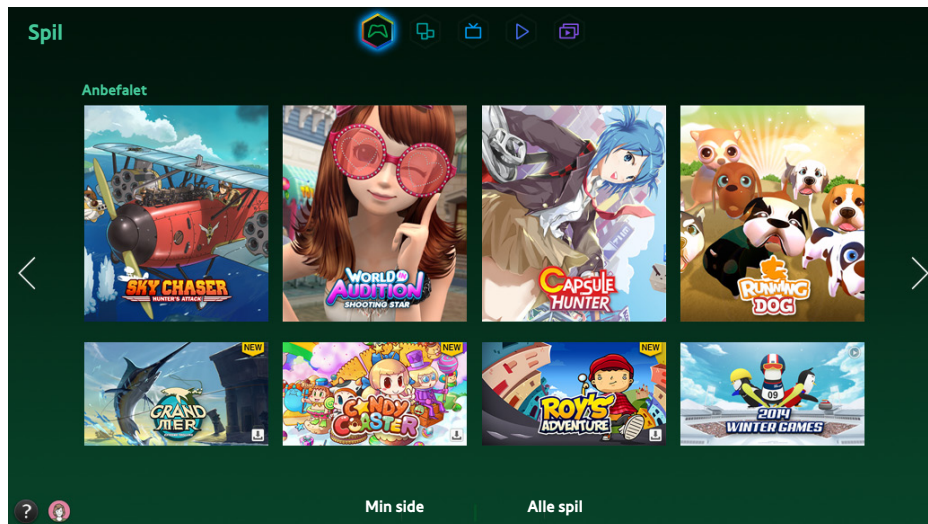 Spil
Anbefalet
SKY CHASER
HUNTER'S ATTACK
WORLD IN
AUDITION
SHOOTING STAR
CAPSULE
HUNTER
RUNNING
DOG
NEW
GRAND
MER
NEW
CANDY
COASTER
NEW
ROY'S
ADVENTURE
09
2014
WINTER GAMES
?
Min side
Alle spil